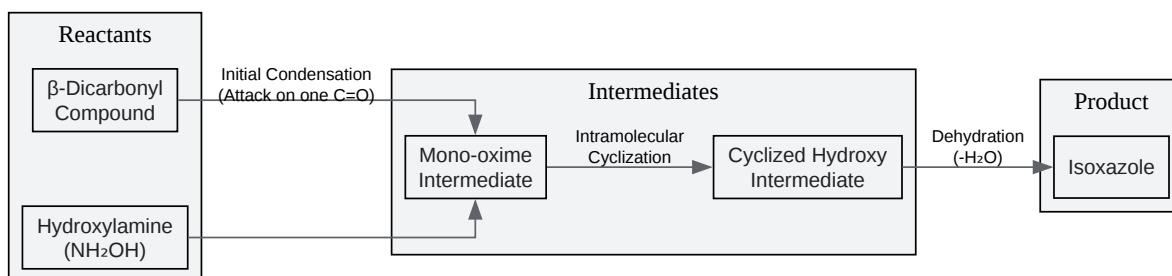 Reactants
β-Dicarbonyl
Compound
Hydroxylamine
(NH₂OH)
Initial Condensation
(Attack on one C=O)
Intermediates
Mono-oxime
Intermediate
Intramolecular
Cyclization
Cyclized Hydroxy
Intermediate
Dehydration
(-H₂O)
Product
Isoxazole